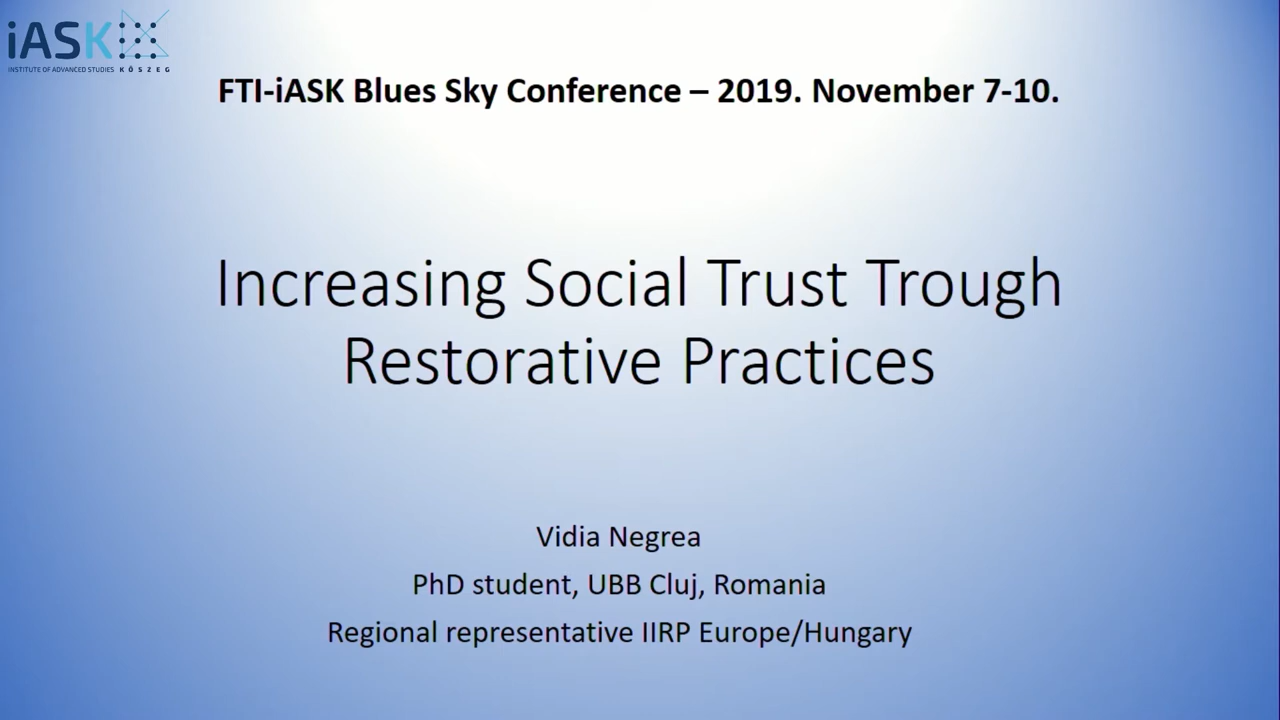 iASK
INSTITUTE OF ADVANCED STUDIES KŐSZEG
FTI-iASK Blues Sky Conference – 2019. November 7-10.
Increasing Social Trust Trough
Restorative Practices
Vidia Negrea
PhD student, UBB Cluj, Romania
Regional representative IIRP Europe/Hungary